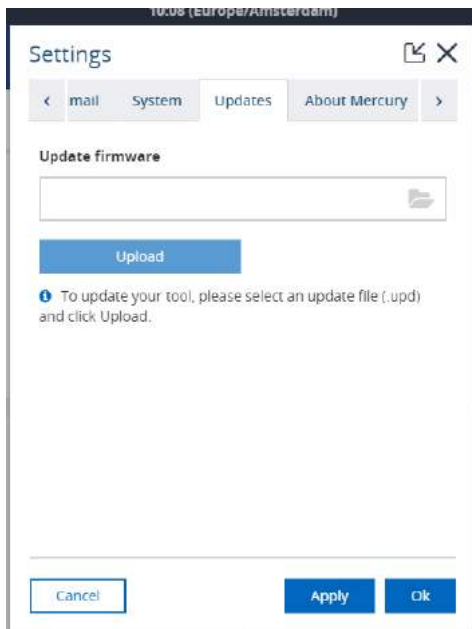 10:08 (Europe/Amsterdam)
Settings
mail System Updates About Mercury
Update firmware
Upload
To update your tool, please select an update file (.upd)
and click Upload.
Cancel Apply Ok